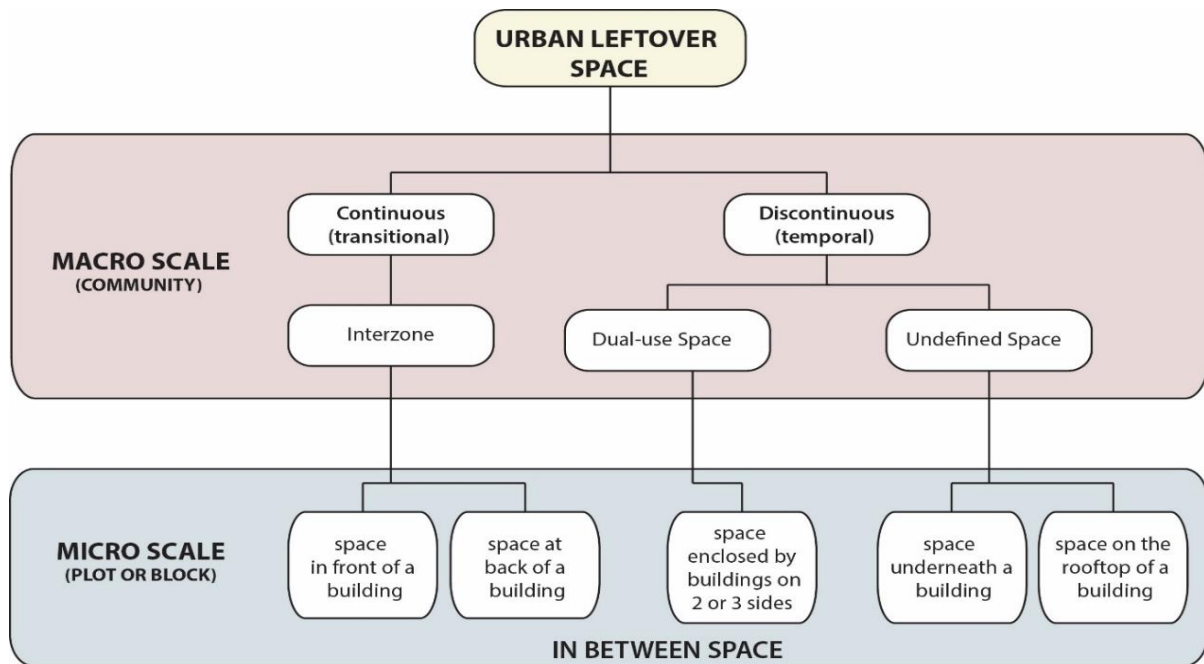 URBAN LEFTOVER
SPACE
Continuous
(transitional)
Discontinuous
(temporal)
MACRO SCALE
(COMMUNITY)
Interzone
Dual-use Space
Undefined Space
MICRO SCALE
(PLOT OR BLOCK)
space
in front of a
building
space at
back of a
building
space
enclosed by
buildings on
2 or 3 sides
space
underneath a
building
space on the
rooftop of a
building
IN BETWEEN SPACE